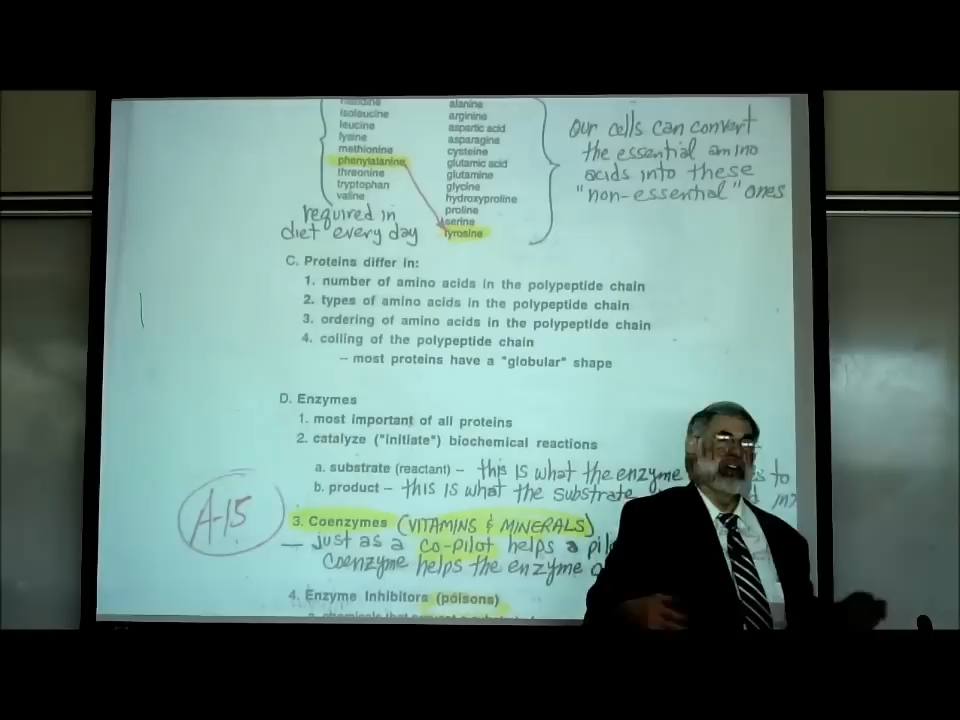 isoleucine
leucine
lysine
methionine
phenylalanine
threonine
tryptophan
valine
required in
diet every day
alanine
arginine
aspartic acid
asparagine
cysteine
glutamic acid
glutamine
glycine
hydroxyproline
proline
serine
tyrosine
our cells can convert
the essential amino
acids into these
"non-essential" ones
C. Proteins differ in:
1. number of amino acids in the polypeptide chain
2. types of amino acids in the polypeptide chain
3. ordering of amino acids in the polypeptide chain
4. coiling of the polypeptide chain
-- most proteins have a "globular" shape
D. Enzymes
1. most important of all proteins
2. catalyze ("initiate") biochemical reactions
a. substrate (reactant) – this is what the enzyme to
b. product – this is what the substrate
A-15
3. Coenzymes (VITAMINS & MINERALS)
— just as a co-pilot helps a
coenzyme helps the enzyme
4. Enzyme Inhibitors (poisons)